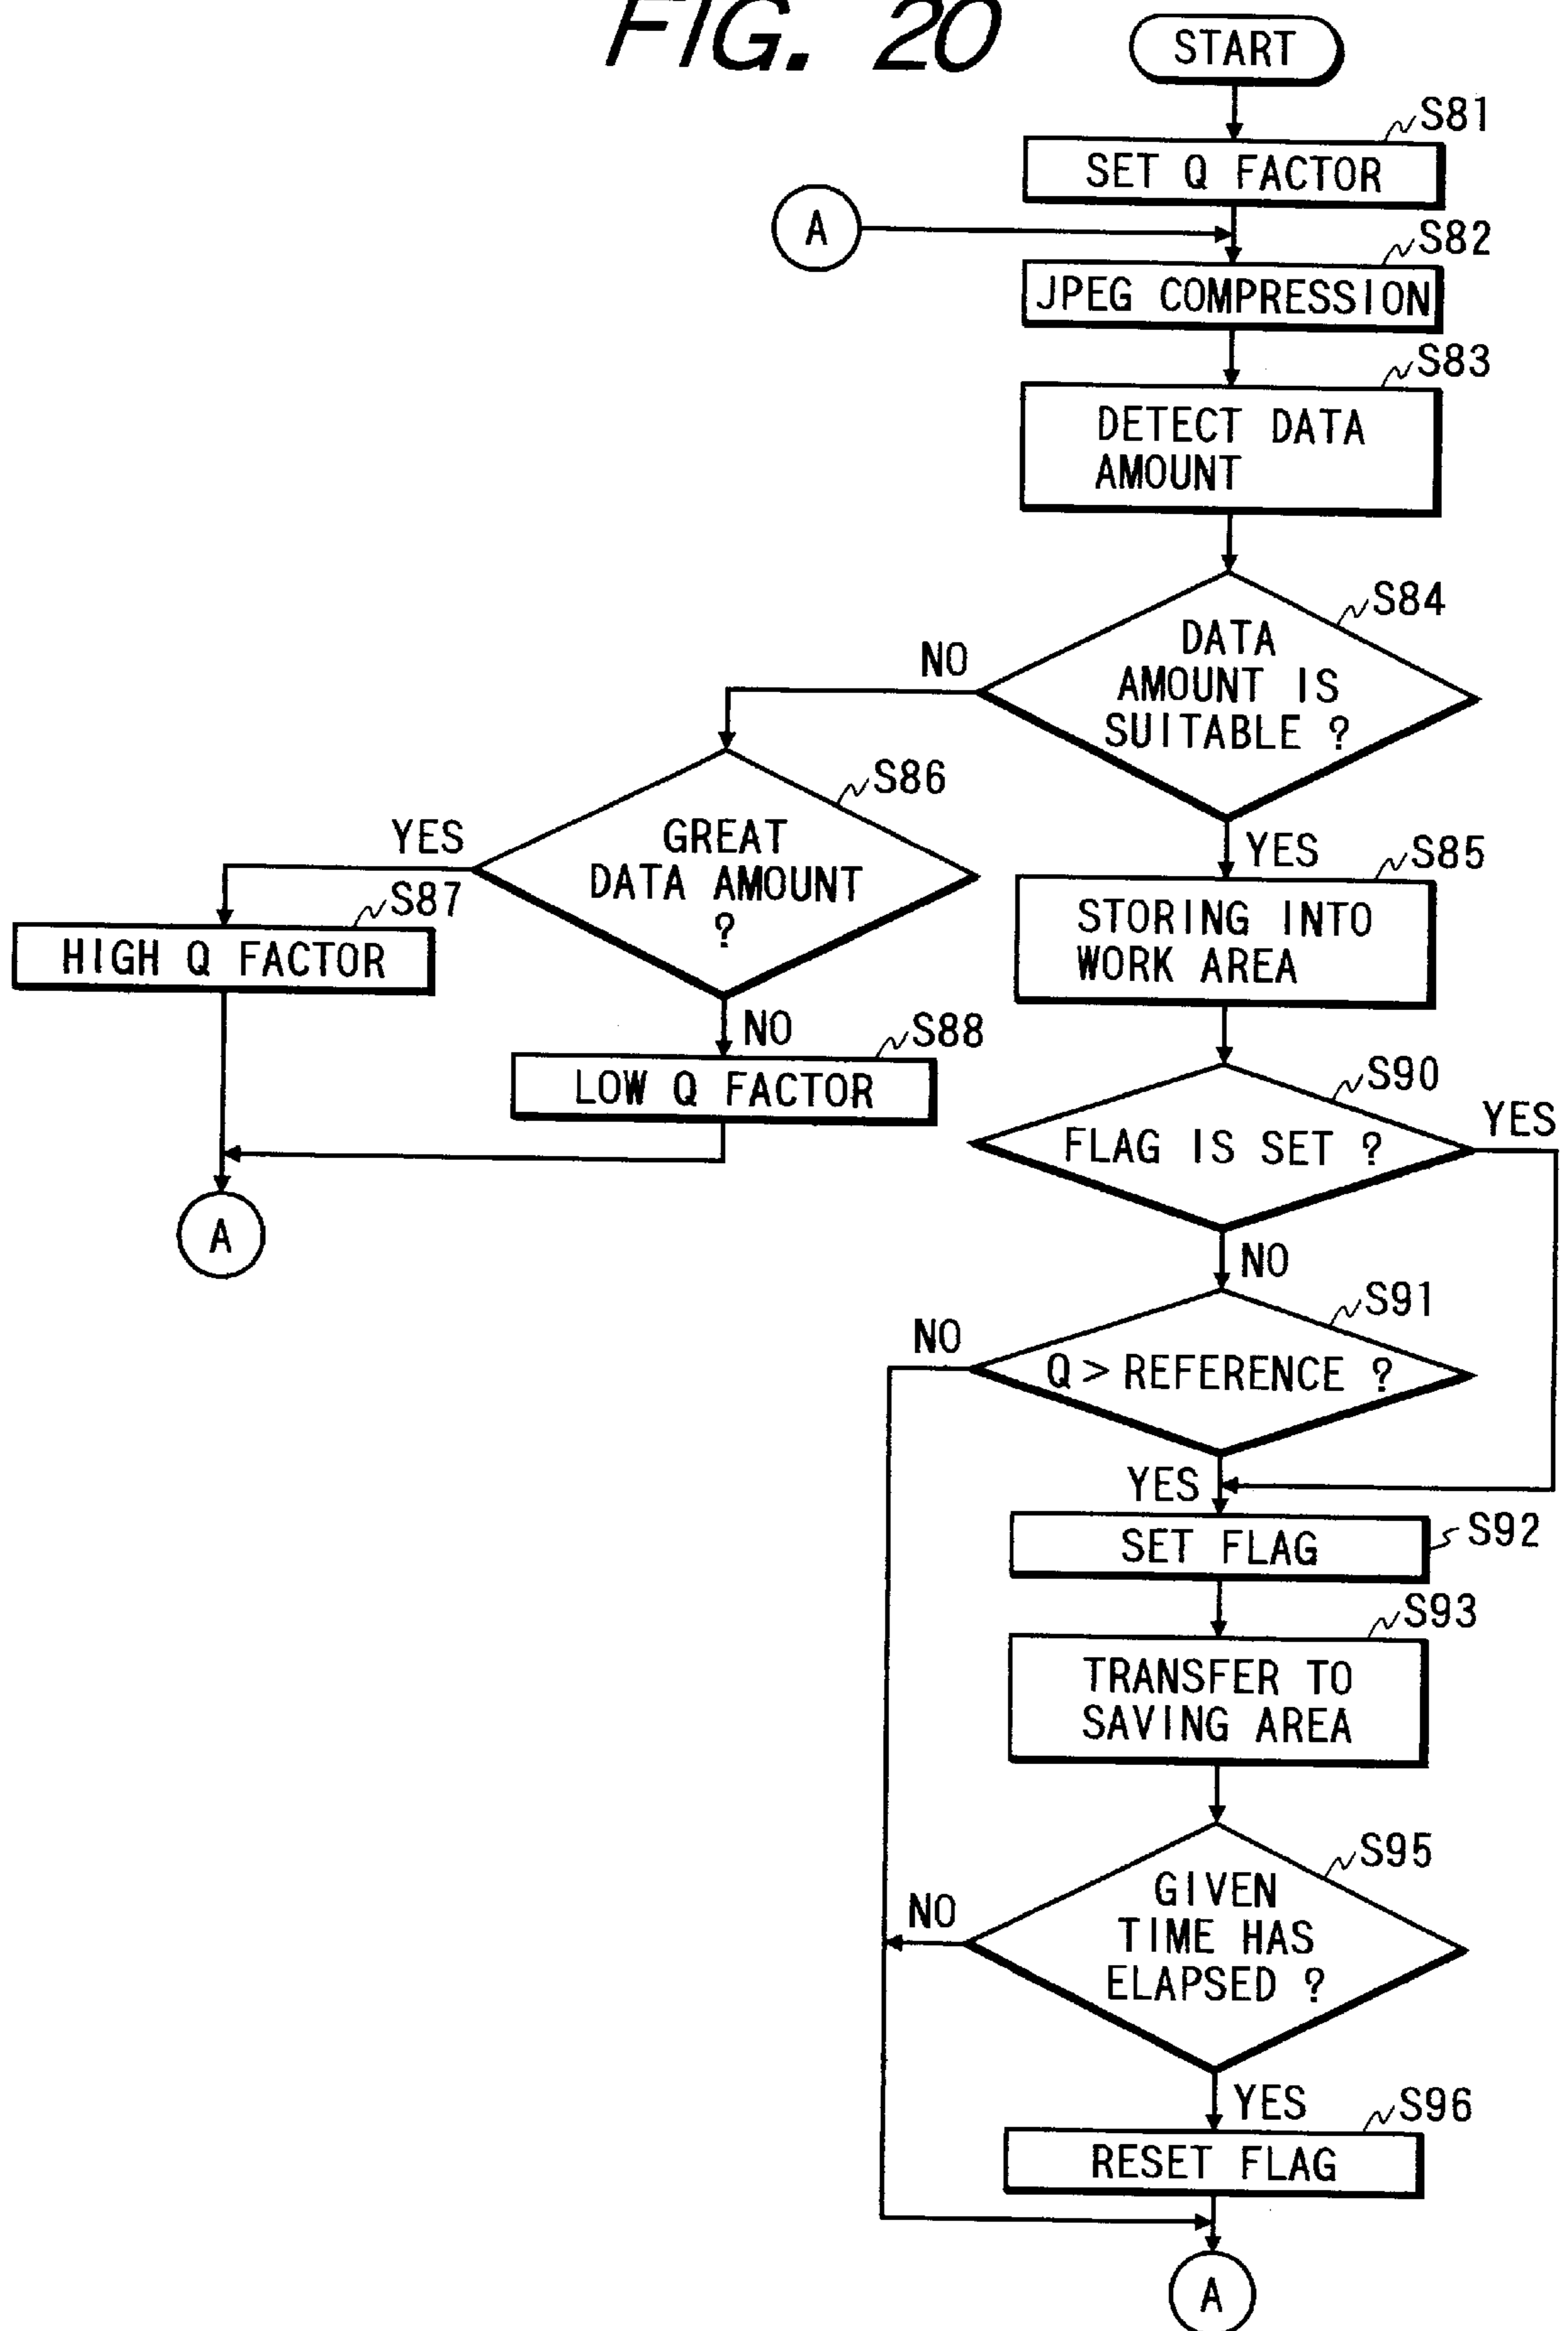 FIG. 20
START
S81
SET Q FACTOR
A
S82
JPEG COMPRESSION
S83
DETECT DATA
AMOUNT
S84
DATA
AMOUNT IS
SUITABLE ?
NO
YES
S86
GREAT
DATA AMOUNT
?
YES
S87
HIGH Q FACTOR
NO
S88
LOW Q FACTOR
A
S85
STORING INTO
WORK AREA
S90
FLAG IS SET ?
YES
NO
S91
Q > REFERENCE ?
NO
YES
S92
SET FLAG
S93
TRANSFER TO
SAVING AREA
S95
GIVEN
TIME HAS
ELAPSED ?
NO
YES
S96
RESET FLAG
A